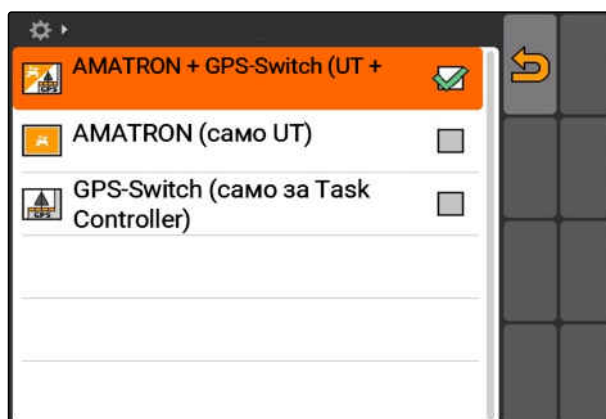 AMATRON + GPS-Switch (UT +
AMATRON (само UT)
GPS-Switch (само за Task
Controller)